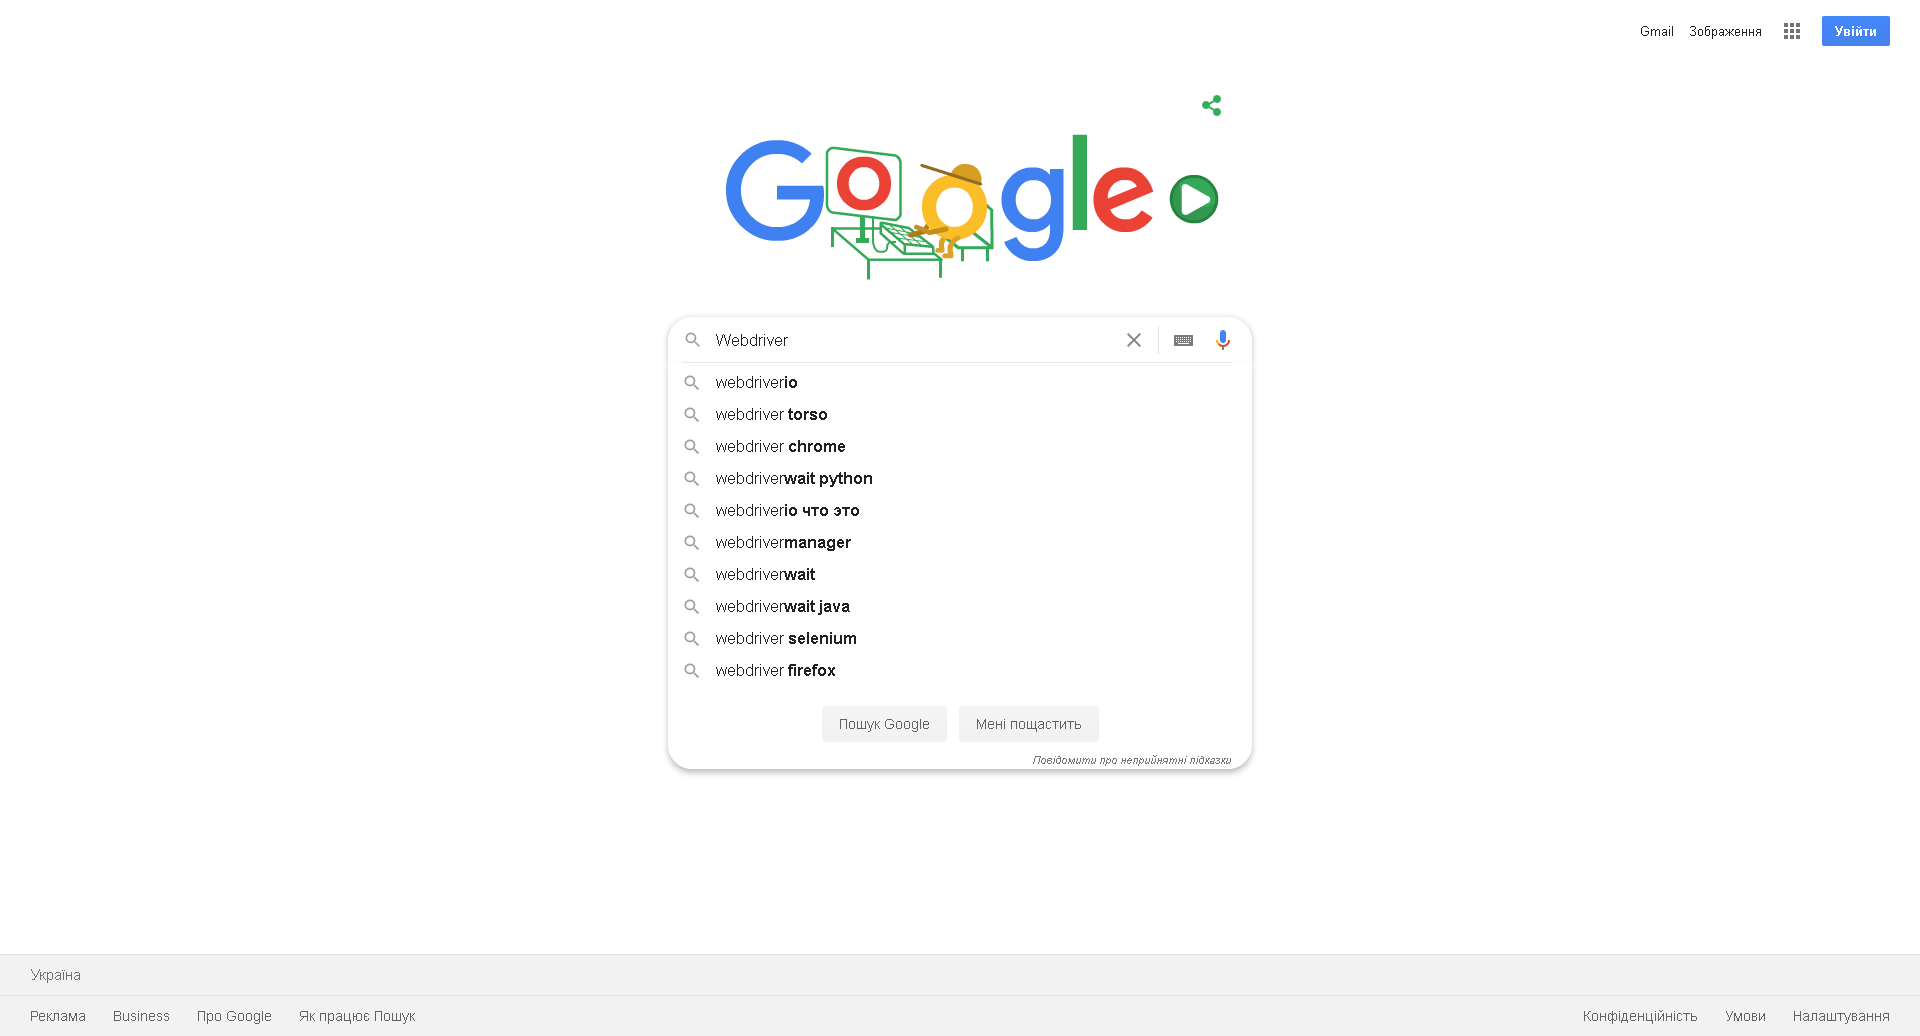 Gmail Зображення Увійти
Google
Webdriver
webdriverio
webdriver torso
webdriver chrome
webdriverwait python
webdriverio что это
webdrivermanager
webdriverwait
webdriverwait java
webdriver selenium
webdriver firefox
Пошук Google Мені пощастить
Повідомити про неприйнятні підказки
Україна
Реклама Business Про Google Як працює Пошук Конфіденційність Умови Налаштування